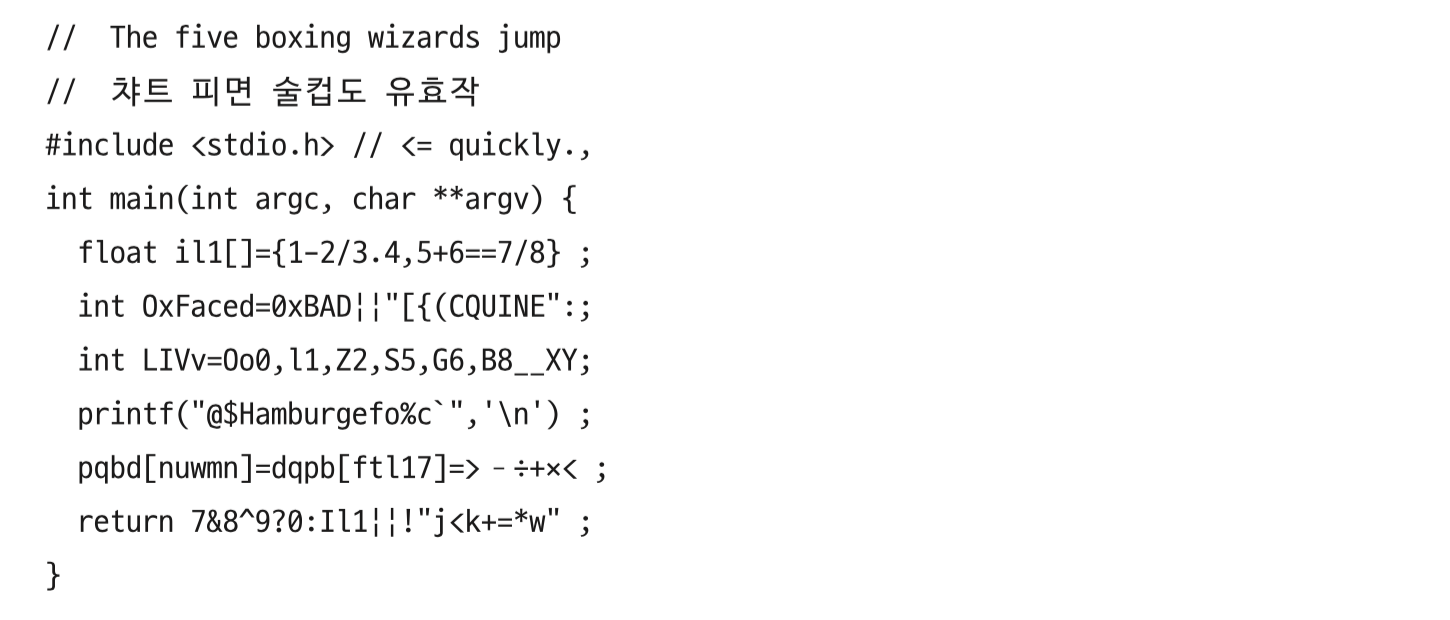 //  The five boxing wizards jump
//  챠트 피면 술컵도 유효작
#include <stdio.h> // <= quickly.,
int main(int argc, char **argv) {
  float il1[]={1-2/3.4,5+6==7/8} ;
  int OxFaced=0xBAD¦¦"[{(CQUINE":;
  int LIVv=Oo0,l1,Z2,S5,G6,B8__XY;
  printf("@$Hamburgefo%c`",'\n') ;
  pqbd[nuwmn]=dqpb[ftl17]=>﹣÷+×< ;
  return 7&8^9?0:Il1¦¦!"j<k+=*w" ;
}